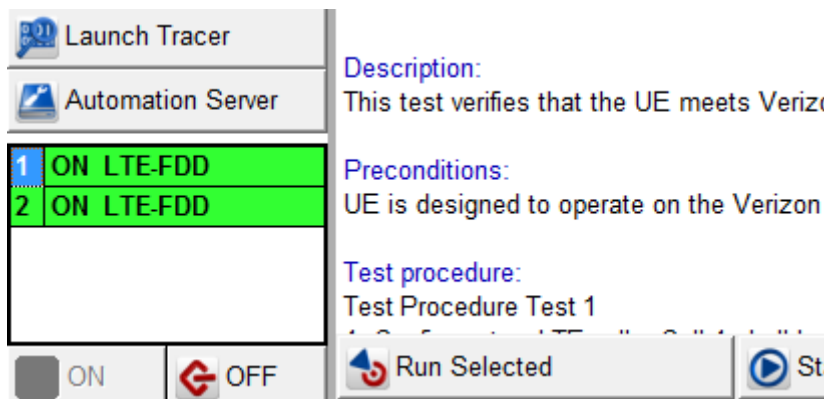 Launch Tracer
Automation Server
1 ON LTE-FDD
2 ON LTE-FDD
ON
OFF
Description:
This test verifies that the UE meets
Preconditions:
UE is designed to operate on the Verizon
Test procedure:
Test Procedure Test 1
Run Selected